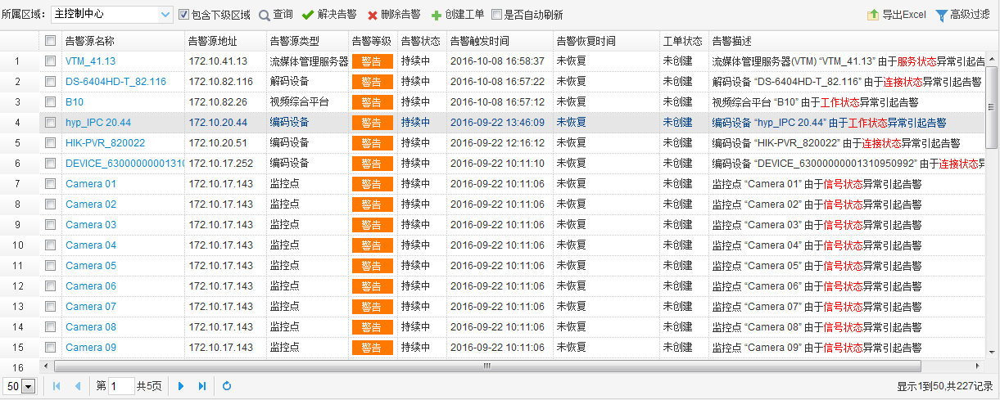 所属区域： 主控制中心 包含下级区域 查询 解决告警 删除告警 创建工单 是否自动刷新 导出Excel 高级过滤
告警源名称 告警源地址 告警源类型 告警等级 告警状态 告警触发时间 告警恢复时间 工单状态 告警描述
1 VTM_41.13 172.10.41.13 流媒体管理服务器 警告 持续中 2016-10-08 16:58:37 未恢复 未创建 流媒体管理服务器(VTM) “VTM_41.13” 由于服务状态异常引起告
2 DS-6404HD-T_82.116 172.10.82.116 解码设备 警告 持续中 2016-10-08 16:57:22 未恢复 未创建 解码设备 “DS-6404HD-T_82.116” 由于连接状态异常引起告警
3 B10 172.10.82.26 视频综合平台 警告 持续中 2016-10-08 16:57:12 未恢复 未创建 视频综合平台 “B10” 由于工作状态异常引起告警
4 hyp_IPC 20.44 172.10.20.44 编码设备 警告 持续中 2016-09-22 13:46:09 未恢复 未创建 编码设备 “hyp_IPC 20.44” 由于工作状态异常引起告警
5 HIK-PVR_820022 172.10.20.51 编码设备 警告 持续中 2016-09-22 12:16:12 未恢复 未创建 编码设备 “HIK-PVR_820022” 由于连接状态异常引起告警
6 DEVICE_63000000001310 172.10.17.252 编码设备 警告 持续中 2016-09-22 10:11:10 未恢复 未创建 编码设备 “DEVICE_63000000001310950992” 由于连接状态异
7 Camera 01 172.10.17.143 监控点 警告 持续中 2016-09-22 10:11:06 未恢复 未创建 监控点 “Camera 01” 由于信号状态异常引起告警
8 Camera 02 172.10.17.143 监控点 警告 持续中 2016-09-22 10:11:06 未恢复 未创建 监控点 “Camera 02” 由于信号状态异常引起告警
9 Camera 03 172.10.17.143 监控点 警告 持续中 2016-09-22 10:11:06 未恢复 未创建 监控点 “Camera 03” 由于信号状态异常引起告警
10 Camera 04 172.10.17.143 监控点 警告 持续中 2016-09-22 10:11:06 未恢复 未创建 监控点 “Camera 04” 由于信号状态异常引起告警
11 Camera 05 172.10.17.143 监控点 警告 持续中 2016-09-22 10:11:06 未恢复 未创建 监控点 “Camera 05” 由于信号状态异常引起告警
12 Camera 06 172.10.17.143 监控点 警告 持续中 2016-09-22 10:11:06 未恢复 未创建 监控点 “Camera 06” 由于信号状态异常引起告警
13 Camera 07 172.10.17.143 监控点 警告 持续中 2016-09-22 10:11:06 未恢复 未创建 监控点 “Camera 07” 由于信号状态异常引起告警
14 Camera 08 172.10.17.143 监控点 警告 持续中 2016-09-22 10:11:06 未恢复 未创建 监控点 “Camera 08” 由于信号状态异常引起告警
15 Camera 09 172.10.17.143 监控点 警告 持续中 2016-09-22 10:11:06 未恢复 未创建 监控点 “Camera 09” 由于信号状态异常引起告警
16
50 第 1 共5页 显示1到50,共227记录